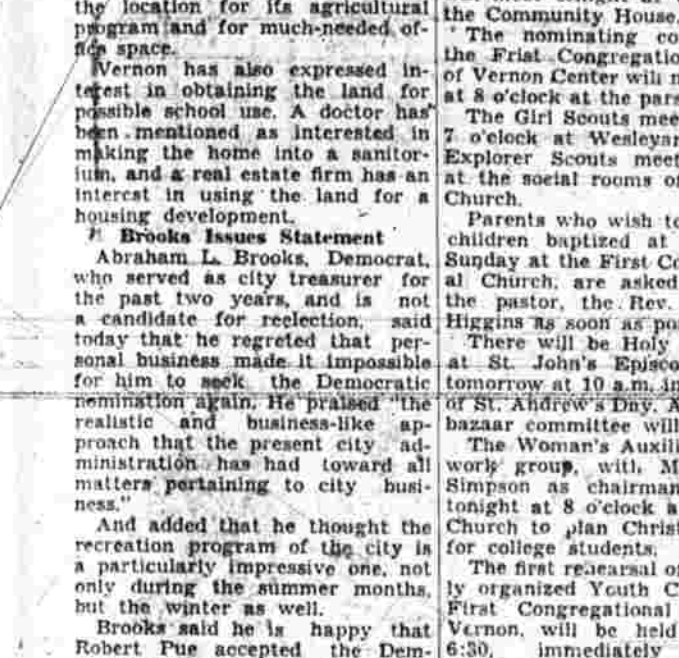 the location for its agricultural
program and for much-needed of-
fice space.
Vernon has also expressed in-
terest in obtaining the land for
possible school use. A doctor has
been mentioned as interested in
making the home into a sanitor-
ium, and a real estate firm has an
interest in using the land for a
housing development.
Brooks Issues Statement
Abraham L. Brooks, Democrat,
who served as city treasurer for
the past two years, and is not
a candidate for reelection, said
today that he regretted that per-
sonal business made it impossible
for him to seek the Democratic
nomination again. He praised "the
realistic and business-like ap-
proach that the present city ad-
ministration has had toward all
matters pertaining to city busi-
ness."
And added that he thought the
recreation program of the city is
a particularly impressive one, not
only during the summer months,
but the winter as well.
Brooks said he is happy that
Robert Pue accepted the Dem-
the Community House.
The nominating co
the Frist Congregatio
of Vernon Center will m
at 8 o'clock at the pars
The Girl Scouts mee
7 o'clock at Wesleyan
Explorer Scouts meet
at the social rooms of
Church.
Parents who wish to
children baptized at
Sunday at the First Co
al Church, are asked
the pastor, the Rev.
Higgins as soon as pos
There will be Holy
at St. John's Episco
tomorrow at 10 a.m. in
of St. Andrew's Day. A
bazaar committee will
The Woman's Auxili
work group, with M
Simpson as chairman
tonight at 8 o'clock a
Church to plan Christ
for college students.
The first rehearsal of
ly organized Youth C
First Congregational
Vernon, will be held
6:30, immediately